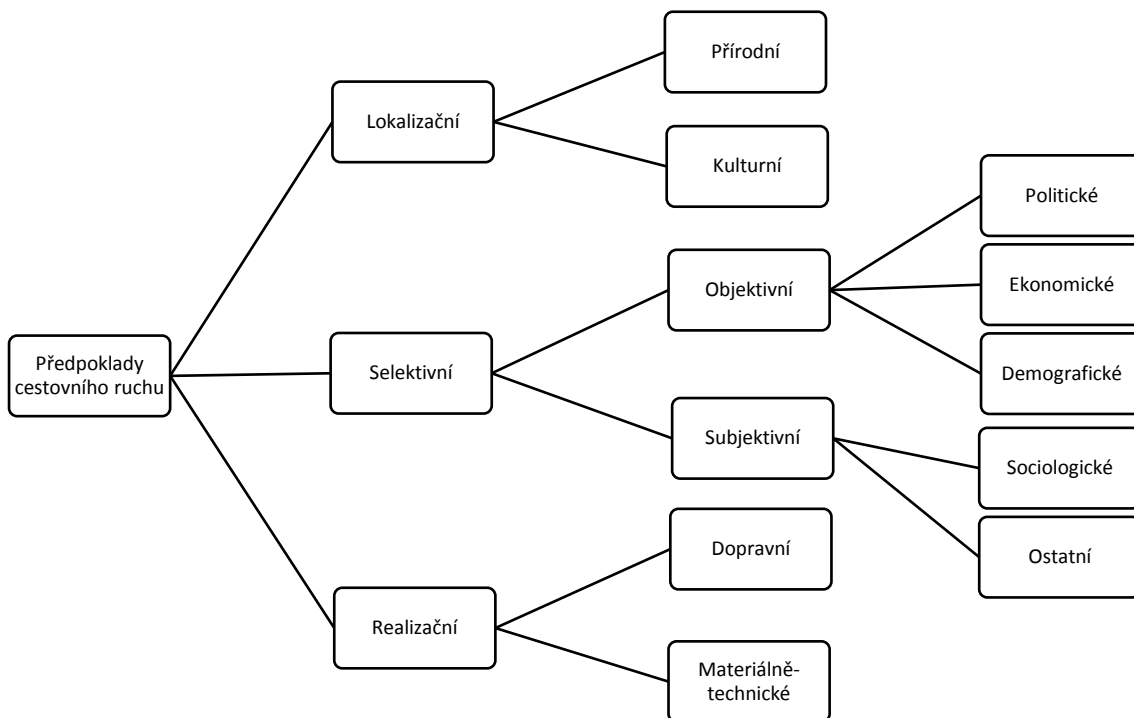 Předpoklady
cestovního ruchu
Lokalizační
Přírodní
Kulturní
Selektivní
Objektivní
Politické
Ekonomické
Demografické
Subjektivní
Sociologické
Ostatní
Realizační
Dopravní
Materiálně-
technické